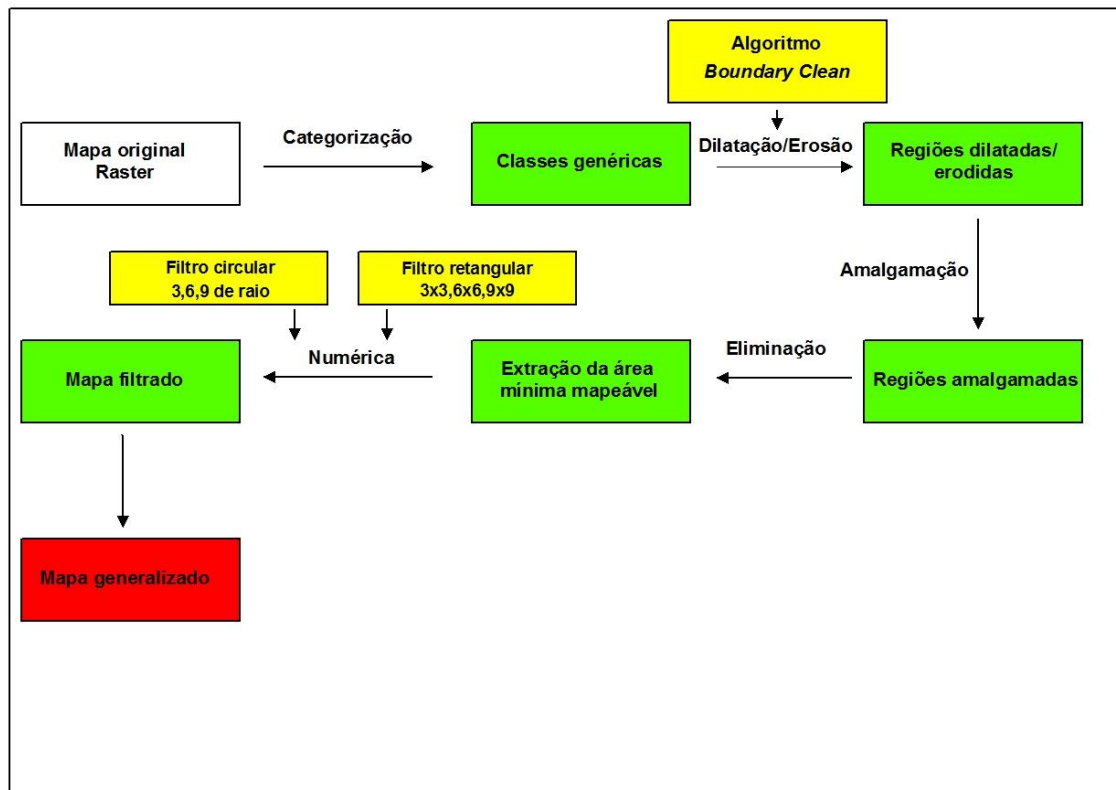 Algoritmo
Boundary Clean
Mapa original
Raster
Categorização
Classes genéricas
Dilatação/Erosão
Regiões dilatadas/
erodidas
Amalgamação
Filtro circular
3,6,9 de raio
Filtro retangular
3x3,6x6,9x9
Mapa filtrado
Numérica
Extração da área
mínima mapeável
Eliminação
Regiões amalgamadas
Mapa generalizado